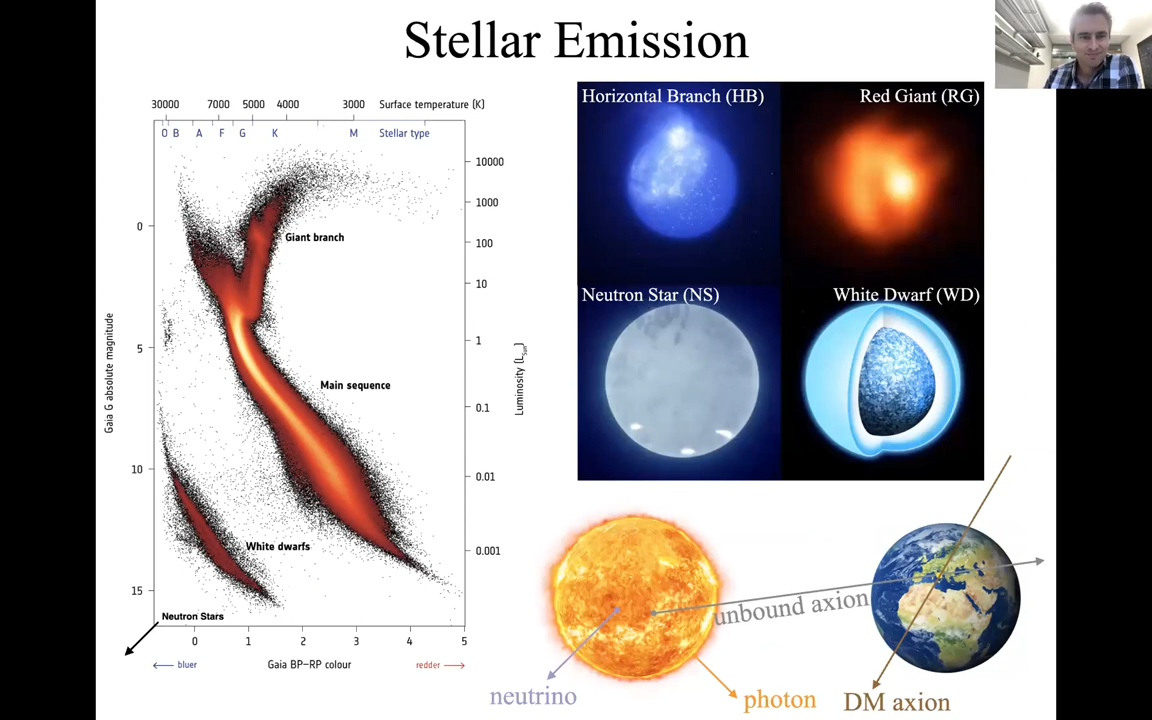 Stellar Emission
30000 7000 5000 4000 3000 Surface temperature (K)
O B A F G K M Stellar type
Gaia G absolute magnitude
0
5
10
15
10000
1000
100
10
1
0.1
0.01
0.001
Luminosity (L_Sun)
Giant branch
Main sequence
White dwarfs
Neutron Stars
0 1 2 3 4 5
bluer Gaia BP–RP colour redder
Horizontal Branch (HB)
Red Giant (RG)
Neutron Star (NS)
White Dwarf (WD)
unbound axion
neutrino
photon
DM axion